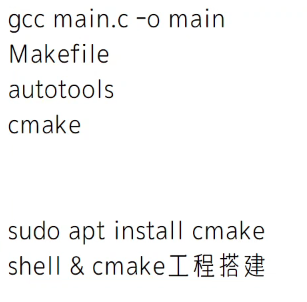 gcc main.c -o main
Makefile
autotools
cmake
sudo apt install cmake
shell & cmake工程搭建